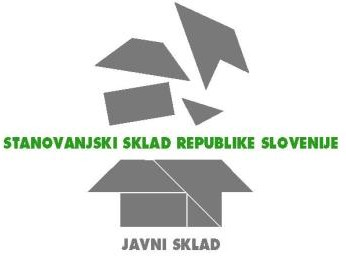 STANOVANJSKI SKLAD REPUBLIKE SLOVENIJE
JAVNI SKLAD